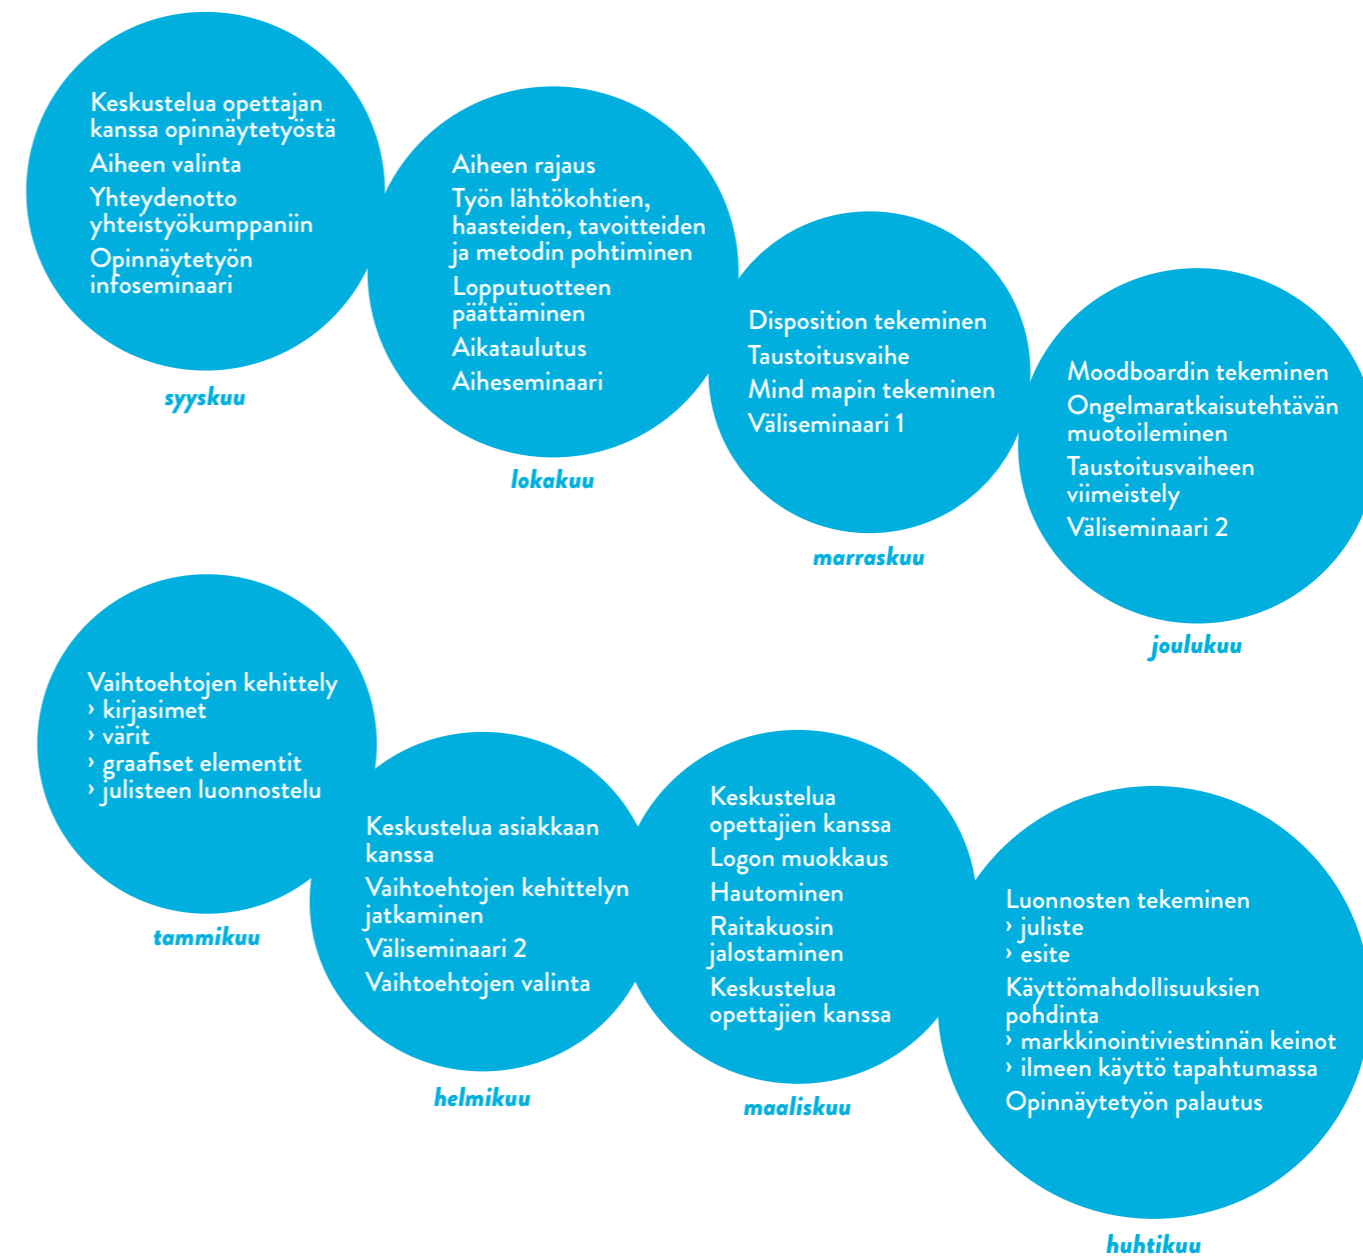 Keskustelua opettajan
kanssa opinnäytetyöstä
Aiheen valinta
Yhteydenotto
yhteistyökumppaniin
Opinnäytetyön
infoseminaari
syyskuu
Aiheen rajaus
Työn lähtökohtien,
haasteiden, tavoitteiden
ja metodin pohtiminen
Lopputuotteen
päättäminen
Aikataulutus
Aiheseminaari
lokakuu
Disposition tekeminen
Taustoitusvaihe
Mind mapin tekeminen
Väliseminaari 1
marraskuu
Moodboardin tekeminen
Ongelmaratkaisutehtävän
muotoileminen
Taustoitusvaiheen
viimeistely
Väliseminaari 2
joulukuu
Vaihtoehtojen kehittely
› kirjasimet
› värit
› graafiset elementit
› julisteen luonnostelu
tammikuu
Keskustelua asiakkaan
kanssa
Vaihtoehtojen kehittelyn
jatkaminen
Väliseminaari 2
Vaihtoehtojen valinta
helmikuu
Keskustelua
opettajien kanssa
Logon muokkaus
Hautominen
Raitakuosin
jalostaminen
Keskustelua
opettajien kanssa
maaliskuu
Luonnosten tekeminen
› juliste
› esite
Käyttömahdollisuuksien
pohdinta
› markkinointiviestinnän keinot
› ilmeen käyttö tapahtumassa
Opinnäytetyön palautus
huhtikuu